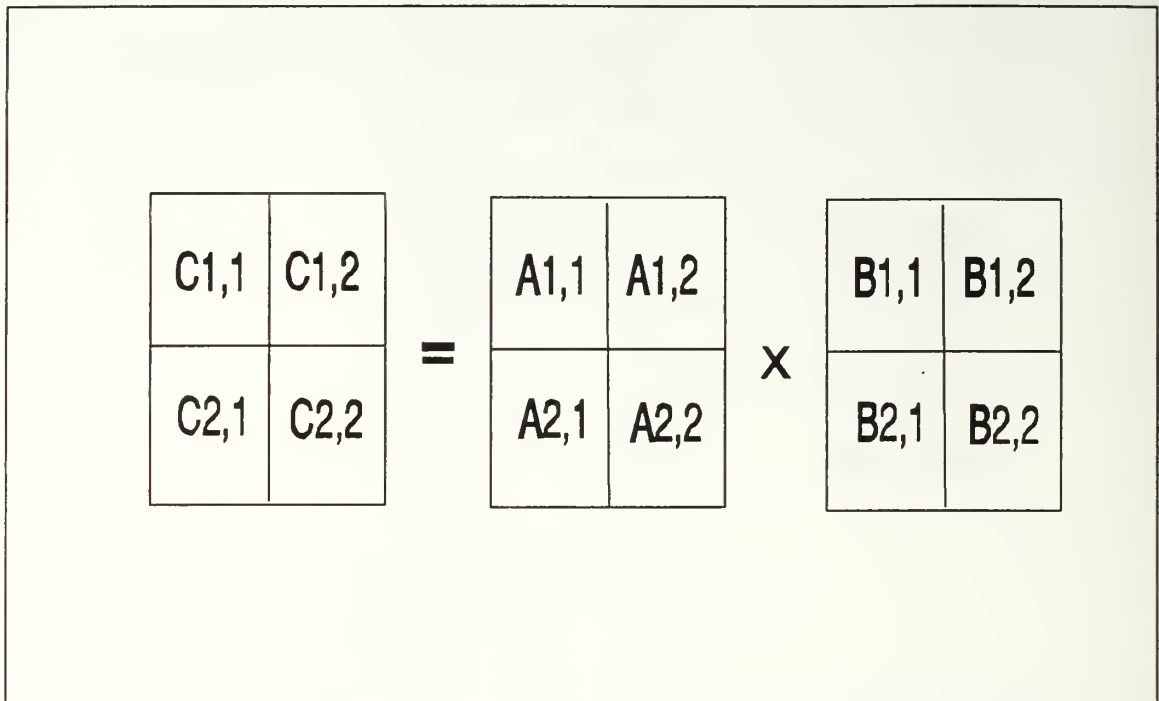 C1,1 C1,2 A1,1 A1,2 B1,1 B1,2
= X
C2,1 C2,2 A2,1 A2,2 B2,1 B2,2